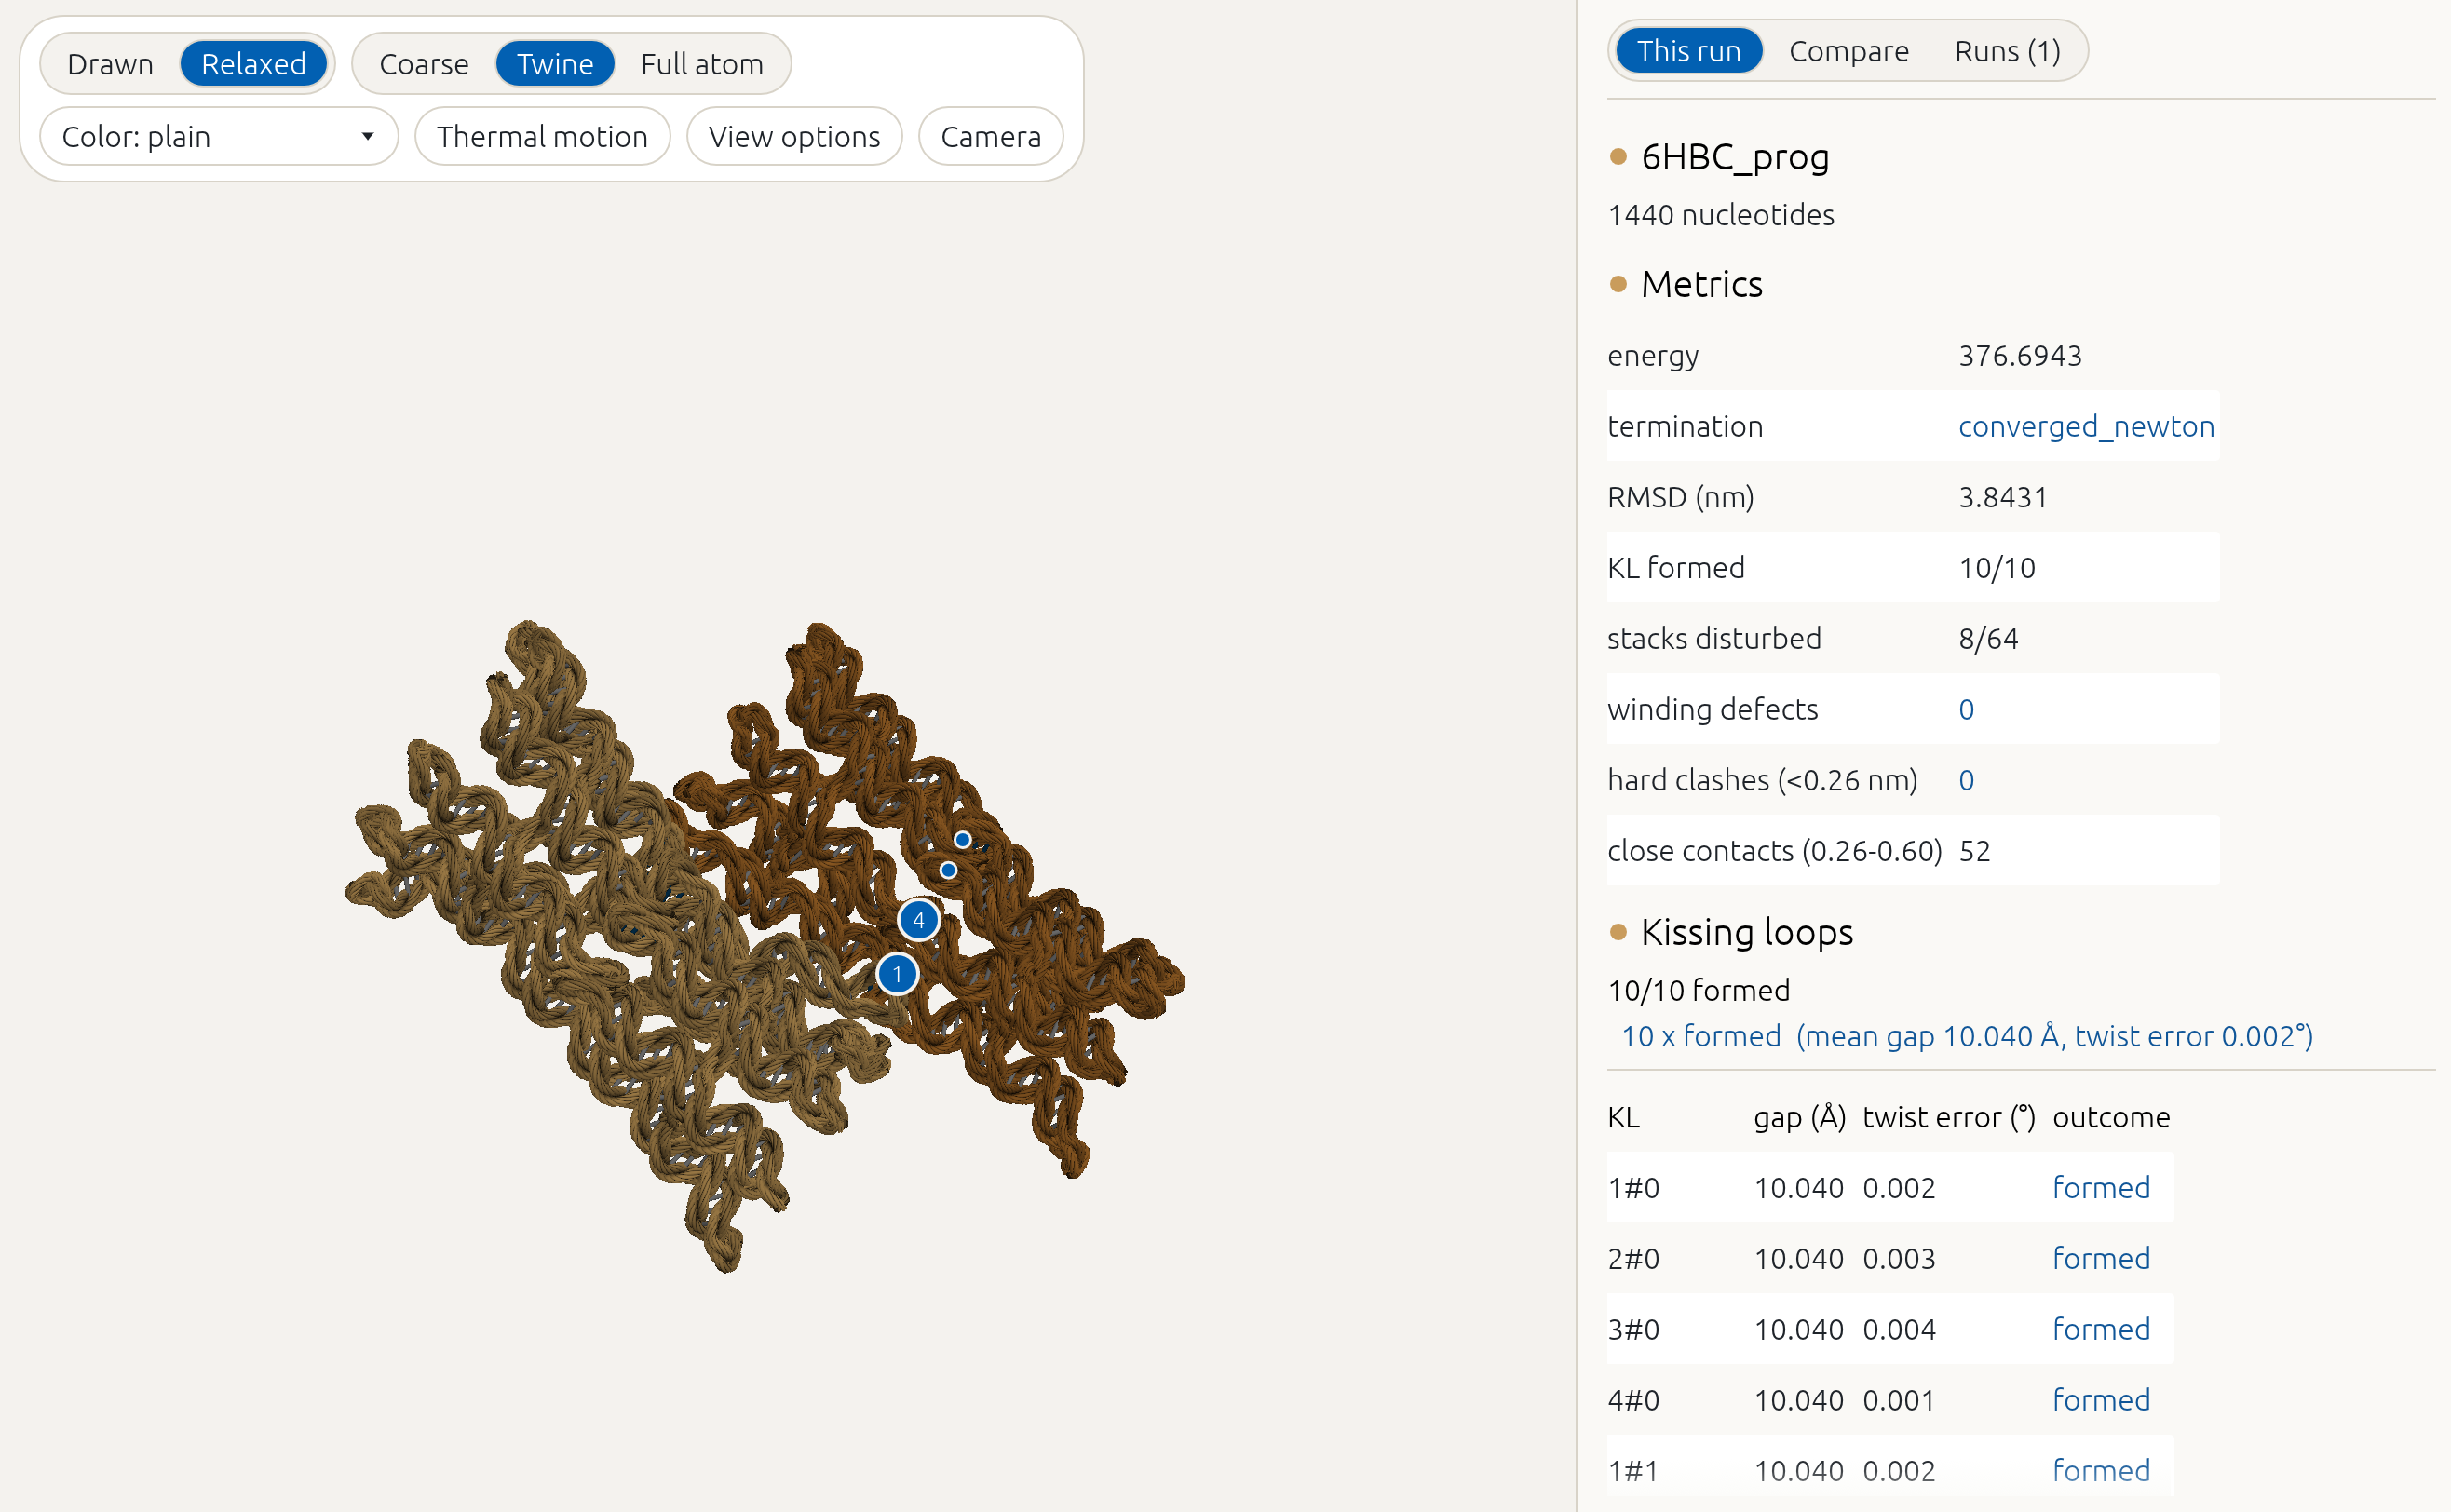 Drawn Relaxed Coarse Twine Full atom
Color: plain Thermal motion View options Camera
4
1
This run Compare Runs (1)
6HBC_prog
1440 nucleotides
Metrics
energy 376.6943
termination converged_newton
RMSD (nm) 3.8431
KL formed 10/10
stacks disturbed 8/64
winding defects 0
hard clashes (<0.26 nm) 0
close contacts (0.26-0.60) 52
Kissing loops
10/10 formed
10 x formed (mean gap 10.040 Å, twist error 0.002°)
KL gap (Å) twist error (°) outcome
1#0 10.040 0.002 formed
2#0 10.040 0.003 formed
3#0 10.040 0.004 formed
4#0 10.040 0.001 formed
1#1 10.040 0.002 formed